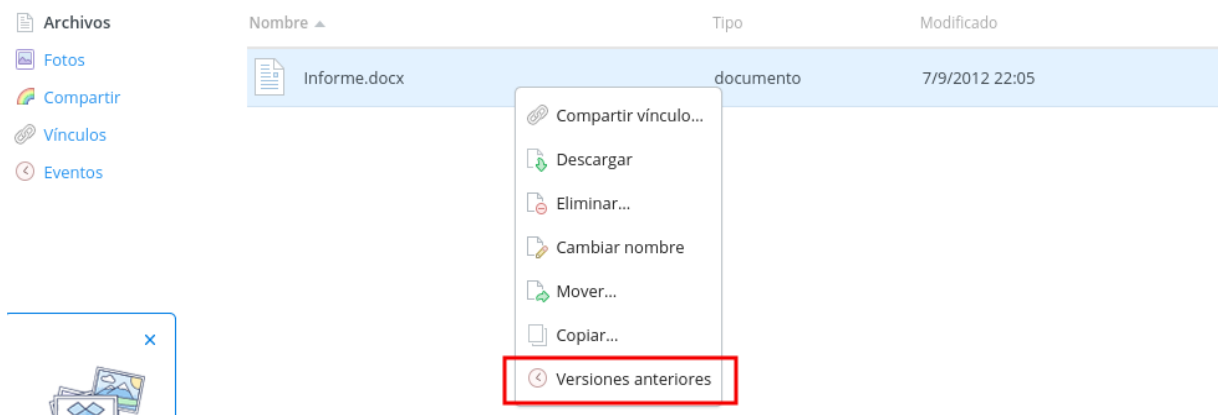 Archivos
Nombre Tipo Modificado
Fotos
Informe.docx documento 7/9/2012 22:05
Compartir
Compartir vínculo...
Vínculos
Descargar
Eventos
Eliminar...
Cambiar nombre
Mover...
Copiar...
Versiones anteriores